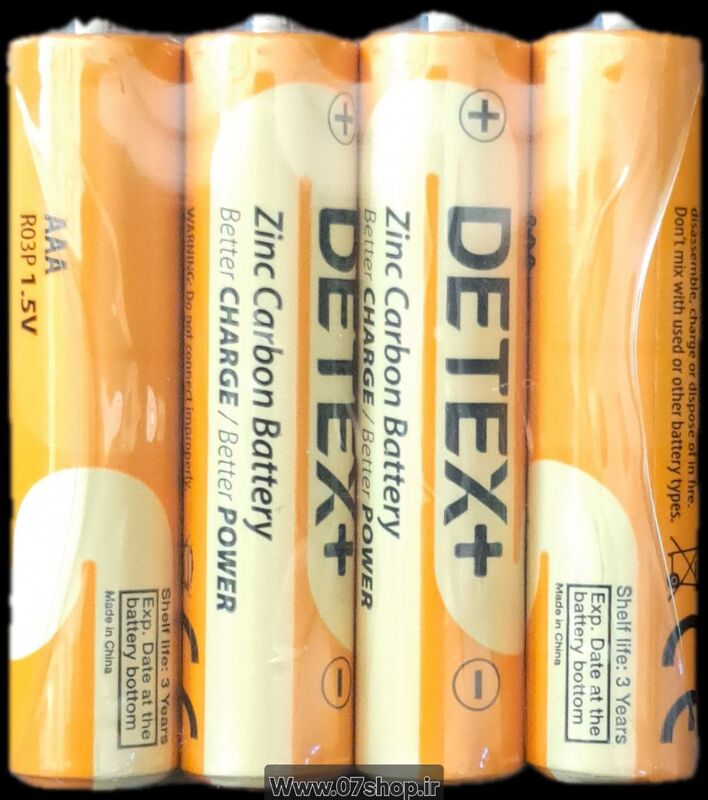 AAA
R03P 1.5V
Shelf life: 3 Years
Exp. Date at the
battery bottom
Made in China
CE
WARNING: Do not connect improperly,
+
DETEX+
Zinc Carbon Battery
Better CHARGE / Better POWER
−
+
DETEX+
Zinc Carbon Battery
Better CHARGE / Better POWER
−
disassemble, charge or dispose of in fire.
Don't mix with used or other battery types.
Shelf life: 3 Years
Exp. Date at the
battery bottom
Made in China
CE
Www.07shop.ir